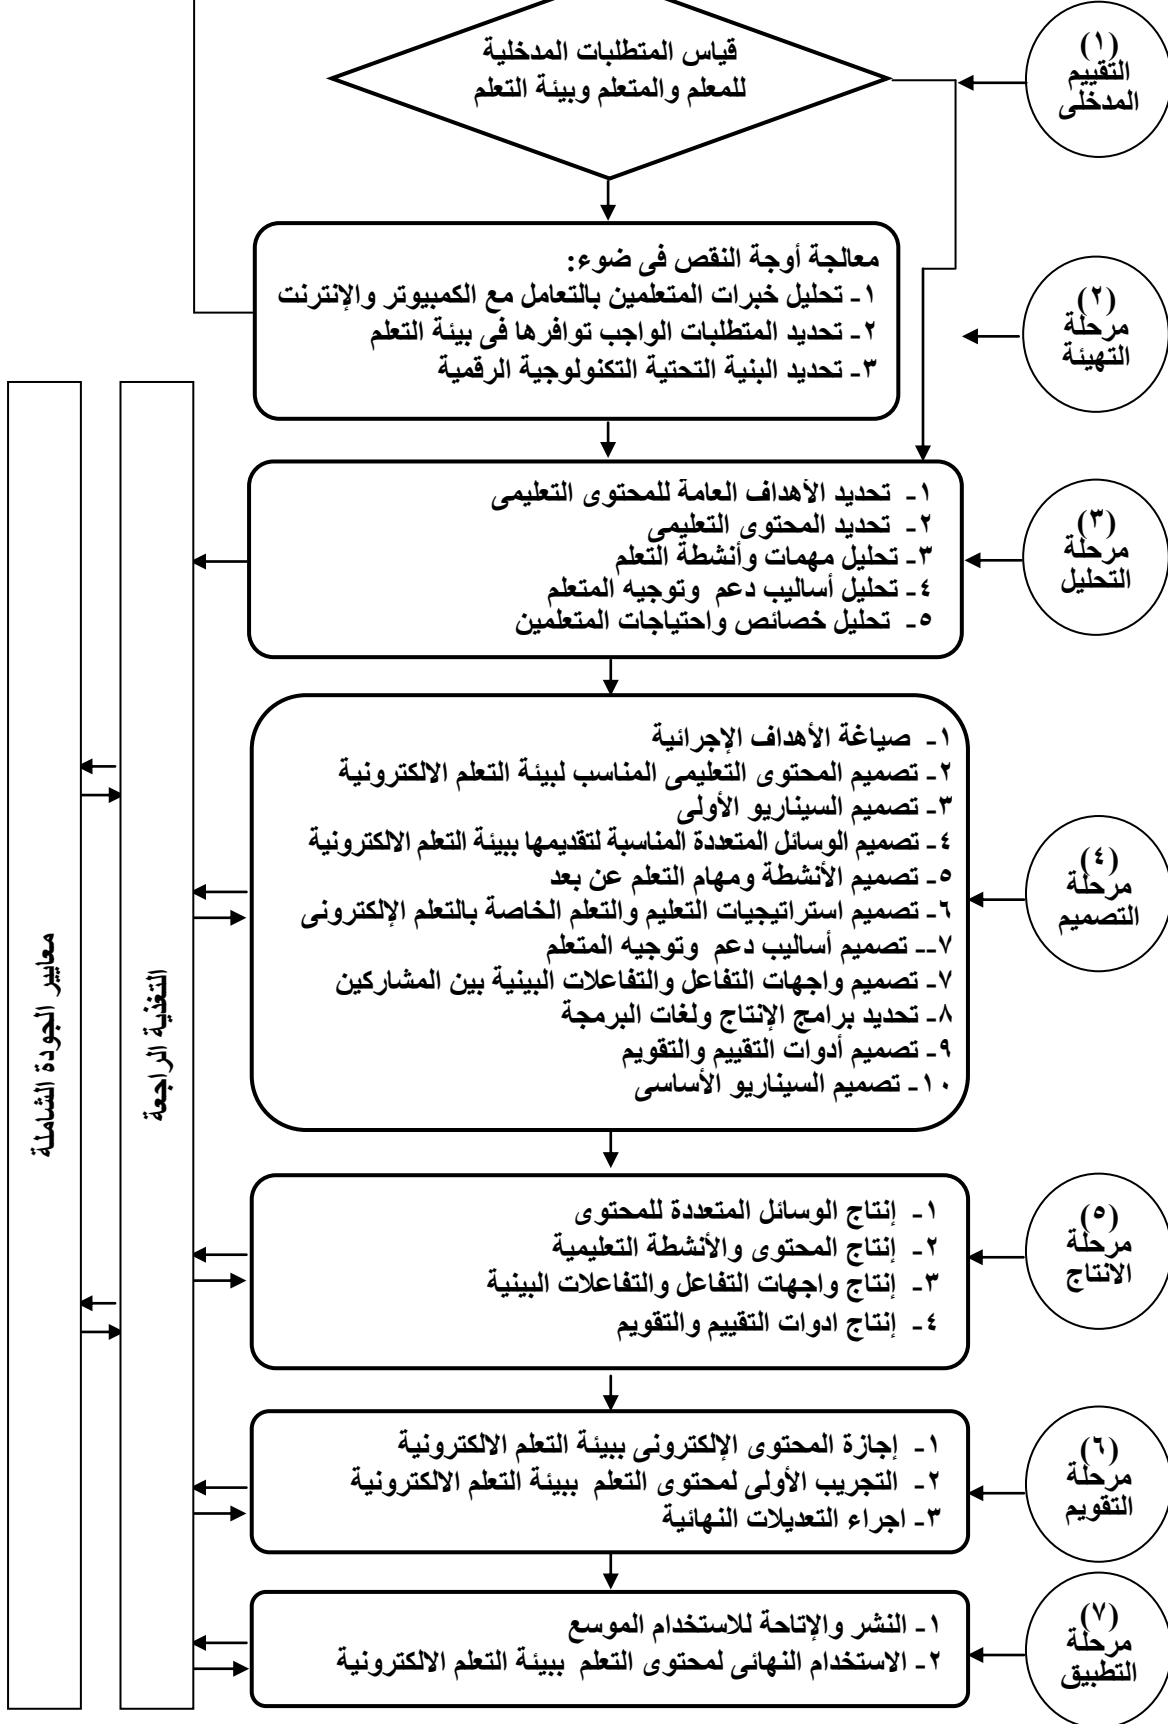 قياس المتطلبات المدخلية
للمعلم والمتعلم وبيئة التعلم
(١)
التقييم
المدخلى
معالجة أوجة النقص فى ضوء:
١- تحليل خبرات المتعلمين بالتعامل مع الكمبيوتر والإنترنت
٢- تحديد المتطلبات الواجب توافرها فى بيئة التعلم
٣- تحديد البنية التحتية التكنولوجية الرقمية
(٢)
مرحلة
التهيئة
١- تحديد الأهداف العامة للمحتوى التعليمى
٢- تحديد المحتوى التعليمى
٣- تحليل مهمات وأنشطة التعلم
٤- تحليل أساليب دعم وتوجيه المتعلم
٥- تحليل خصائص واحتياجات المتعلمين
(٣)
مرحلة
التحليل
١- صياغة الأهداف الإجرائية
٢- تصميم المحتوى التعليمى المناسب لبيئة التعلم الالكترونية
٣- تصميم السيناريو الأولى
٤- تصميم الوسائل المتعددة المناسبة لتقديمها ببيئة التعلم الالكترونية
٥- تصميم الأنشطة ومهام التعلم عن بعد
٦- تصميم استراتيجيات التعليم والتعلم الخاصة بالتعلم الإلكترونى
٧-- تصميم أساليب دعم وتوجيه المتعلم
٧- تصميم واجهات التفاعل والتفاعلات البينية بين المشاركين
٨- تحديد برامج الإنتاج ولغات البرمجة
٩- تصميم أدوات التقييم والتقويم
١٠- تصميم السيناريو الأساسى
(٤)
مرحلة
التصميم
١- إنتاج الوسائل المتعددة للمحتوى
٢- إنتاج المحتوى والأنشطة التعليمية
٣- إنتاج واجهات التفاعل والتفاعلات البينية
٤- إنتاج ادوات التقييم والتقويم
(٥)
مرحلة
الانتاج
١- إجازة المحتوى الإلكترونى ببيئة التعلم الالكترونية
٢- التجريب الأولى لمحتوى التعلم ببيئة التعلم الالكترونية
٣- اجراء التعديلات النهائية
(٦)
مرحلة
التقويم
١- النشر والإتاحة للاستخدام الموسع
٢- الاستخدام النهائى لمحتوى التعلم ببيئة التعلم الالكترونية
(٧)
مرحلة
التطبيق
التغذية الراجعة
معايير الجودة الشاملة